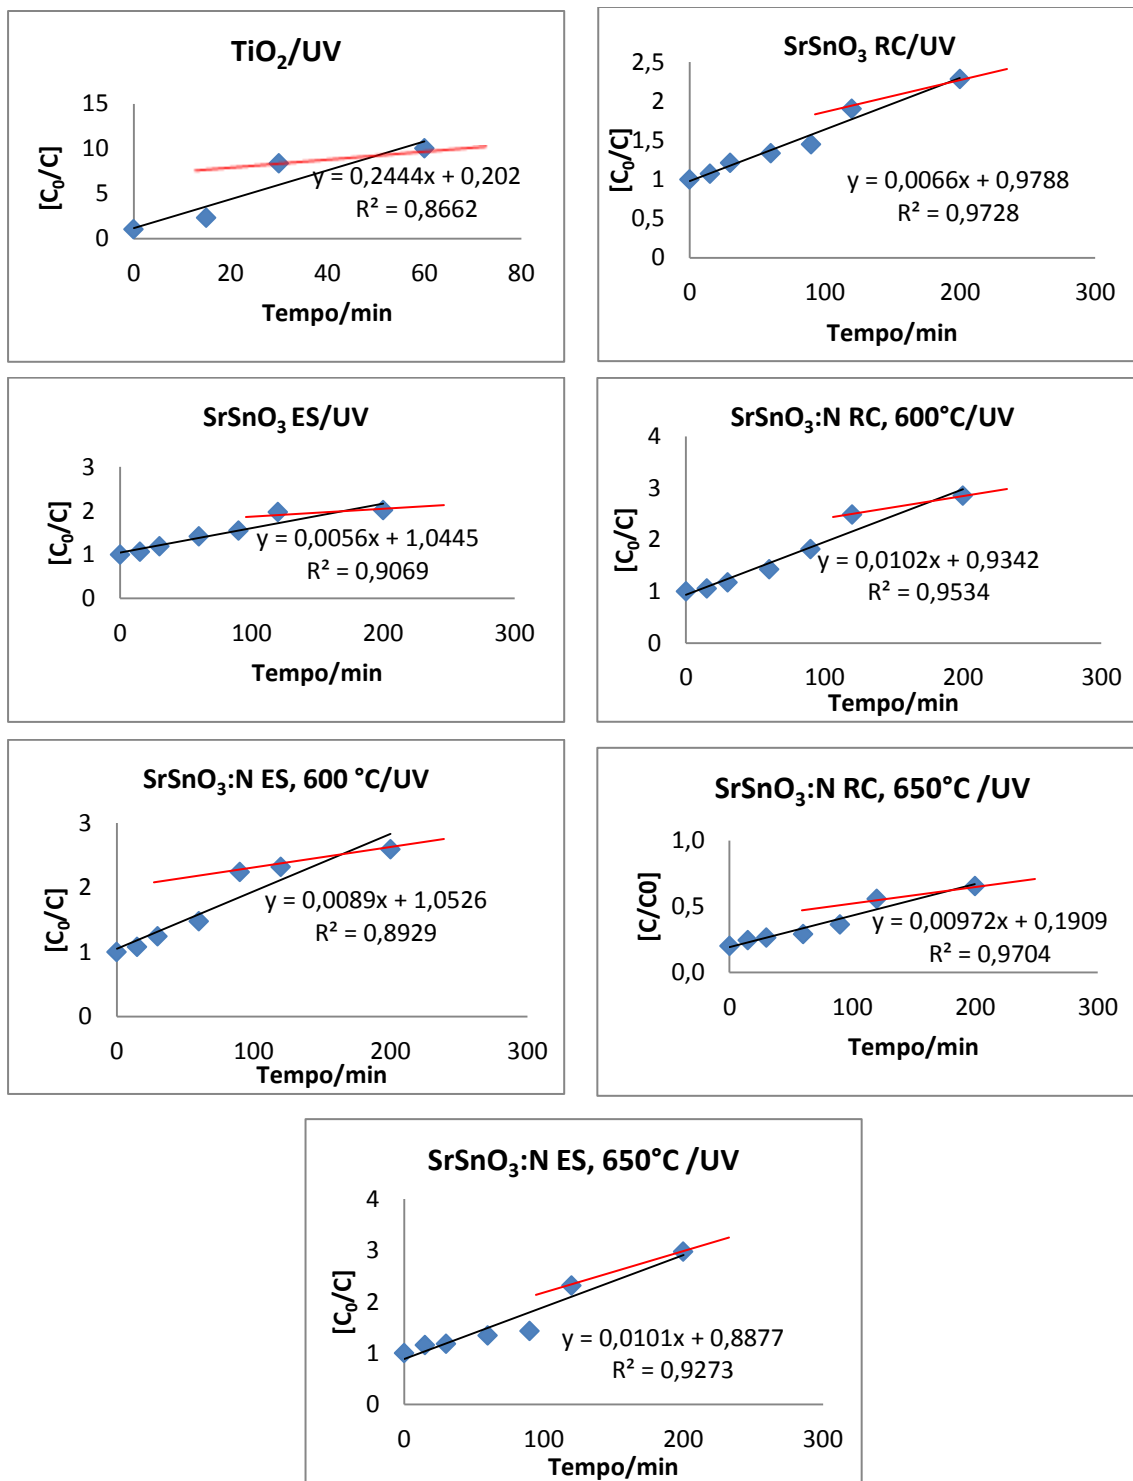 TiO₂/UV
15
10
5
0
0 20 40 60 80
[C₀/C]
y = 0,2444x + 0,202
R² = 0,8662
Tempo/min
SrSnO₃ RC/UV
2,5
2
1,5
1
0,5
0
0 100 200 300
[C₀/C]
y = 0,0066x + 0,9788
R² = 0,9728
Tempo/min
SrSnO₃ ES/UV
3
2
1
0
0 100 200 300
[C₀/C]
y = 0,0056x + 1,0445
R² = 0,9069
Tempo/min
SrSnO₃:N RC, 600°C/UV
4
3
2
1
0
0 100 200 300
[C₀/C]
y = 0,0102x + 0,9342
R² = 0,9534
Tempo/min
SrSnO₃:N ES, 600 °C/UV
3
2
1
0
0 100 200 300
[C₀/C]
y = 0,0089x + 1,0526
R² = 0,8929
Tempo/min
SrSnO₃:N RC, 650°C /UV
1,0
0,5
0,0
0 100 200 300
[C/C0]
y = 0,00972x + 0,1909
R² = 0,9704
Tempo/min
SrSnO₃:N ES, 650°C /UV
4
3
2
1
0
0 100 200 300
[C₀/C]
y = 0,0101x + 0,8877
R² = 0,9273
Tempo/min